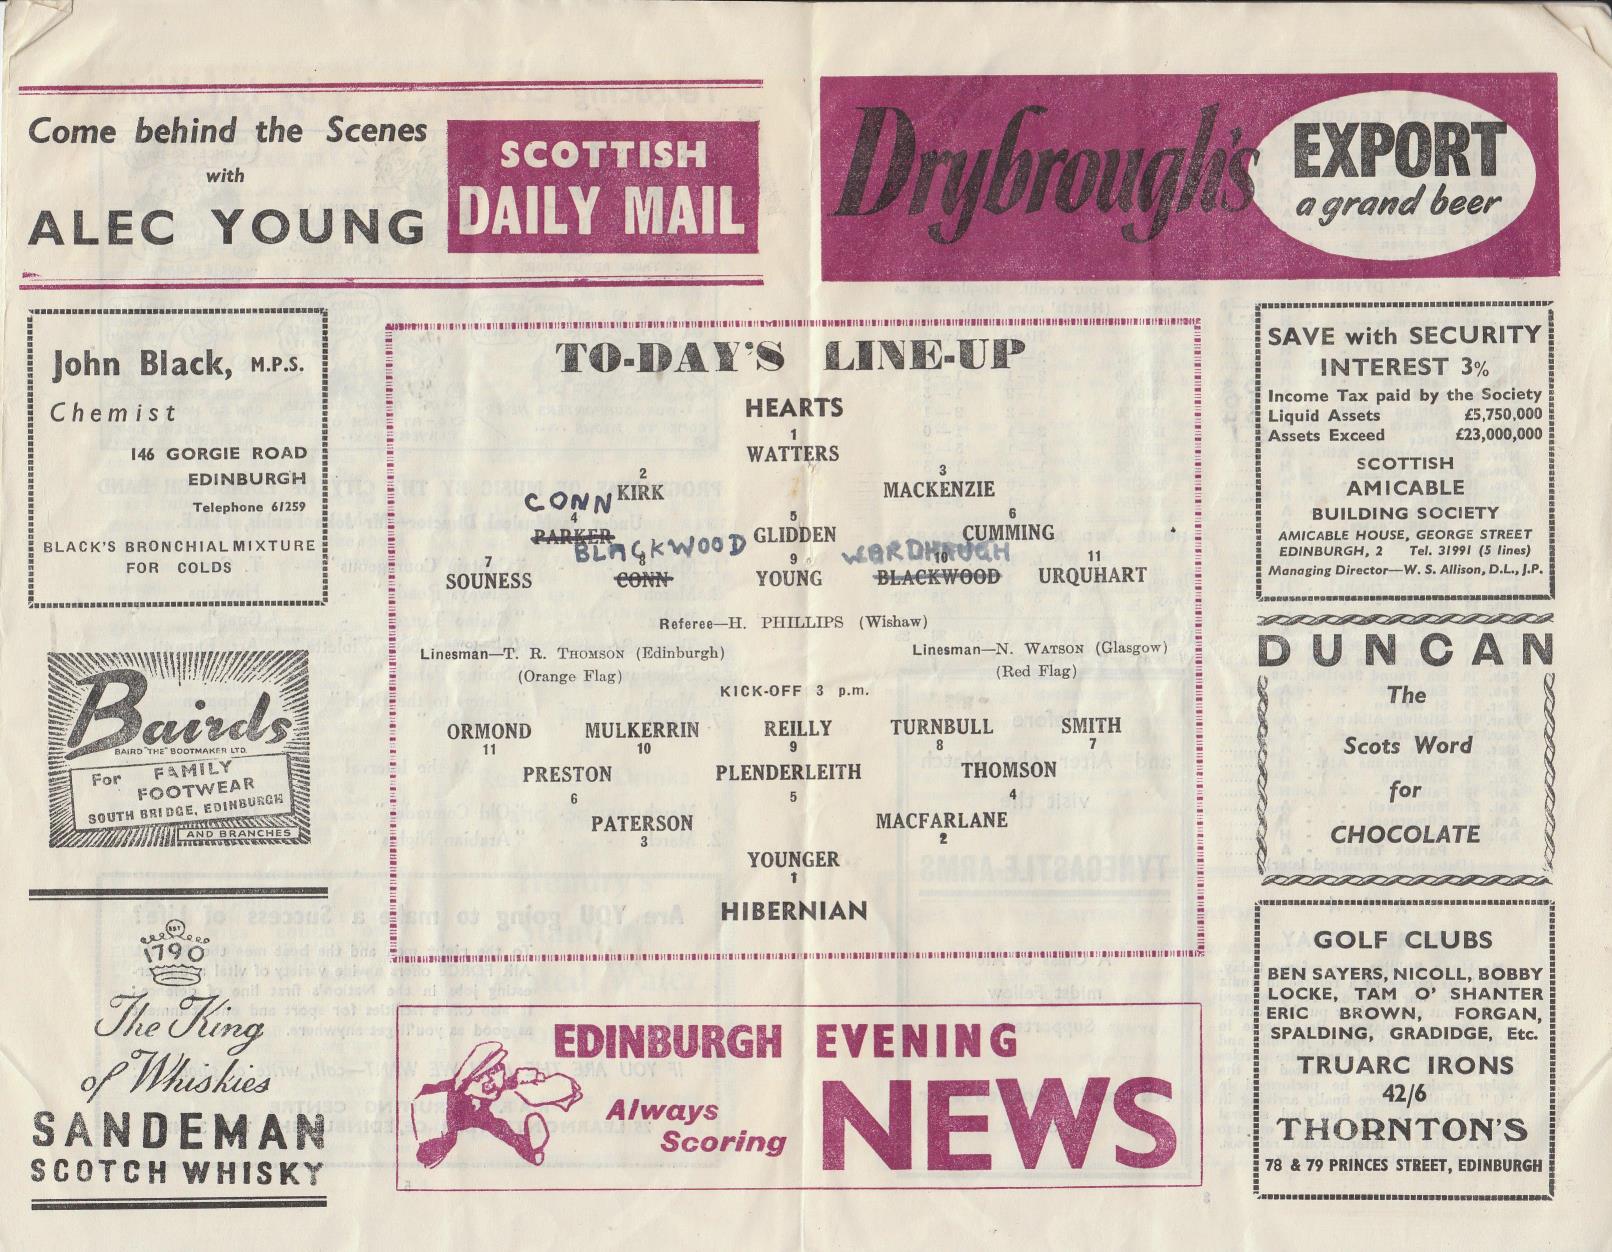 Come behind the Scenes
with
ALEC YOUNG
SCOTTISH
DAILY MAIL
Drybrough's
EXPORT
a grand beer
John Black, M.P.S.
Chemist
146 GORGIE ROAD
EDINBURGH
Telephone 61259
BLACK'S BRONCHIAL MIXTURE
FOR COLDS
Bairds
BAIRD "THE" BOOTMAKER LTD.
For FAMILY
FOOTWEAR
SOUTH BRIDGE, EDINBURGH
AND BRANCHES
EST
1790
The King
of Whiskies
SANDEMAN
SCOTCH WHISKY
TO-DAY'S LINE-UP
HEARTS
1
WATTERS
2 3
KIRK MACKENZIE
CONN
4 5 6
PARKER GLIDDEN CUMMING
BLACKWOOD WARDHAUGH
7 8 9 10 11
SOUNESS CONN YOUNG BLACKWOOD URQUHART
Referee—H. PHILLIPS (Wishaw)
Linesman—T. R. THOMSON (Edinburgh) Linesman—N. WATSON (Glasgow)
(Orange Flag) (Red Flag)
KICK-OFF 3 p.m.
ORMOND MULKERRIN REILLY TURNBULL SMITH
11 10 9 8 7
PRESTON PLENDERLEITH THOMSON
6 5 4
PATERSON MACFARLANE
3 2
YOUNGER
1
HIBERNIAN
EDINBURGH EVENING
NEWS
Always
Scoring
SAVE with SECURITY
INTEREST 3%
Income Tax paid by the Society
Liquid Assets £5,750,000
Assets Exceed £23,000,000
SCOTTISH
AMICABLE
BUILDING SOCIETY
AMICABLE HOUSE, GEORGE STREET
EDINBURGH, 2 Tel. 31991 (5 lines)
Managing Director—W. S. Allison, D.L., J.P.
DUNCAN
The
Scots Word
for
CHOCOLATE
GOLF CLUBS
BEN SAYERS, NICOLL, BOBBY
LOCKE, TAM O' SHANTER
ERIC BROWN, FORGAN,
SPALDING, GRADIDGE, Etc.
TRUARC IRONS
42/6
THORNTON'S
78 & 79 PRINCES STREET, EDINBURGH